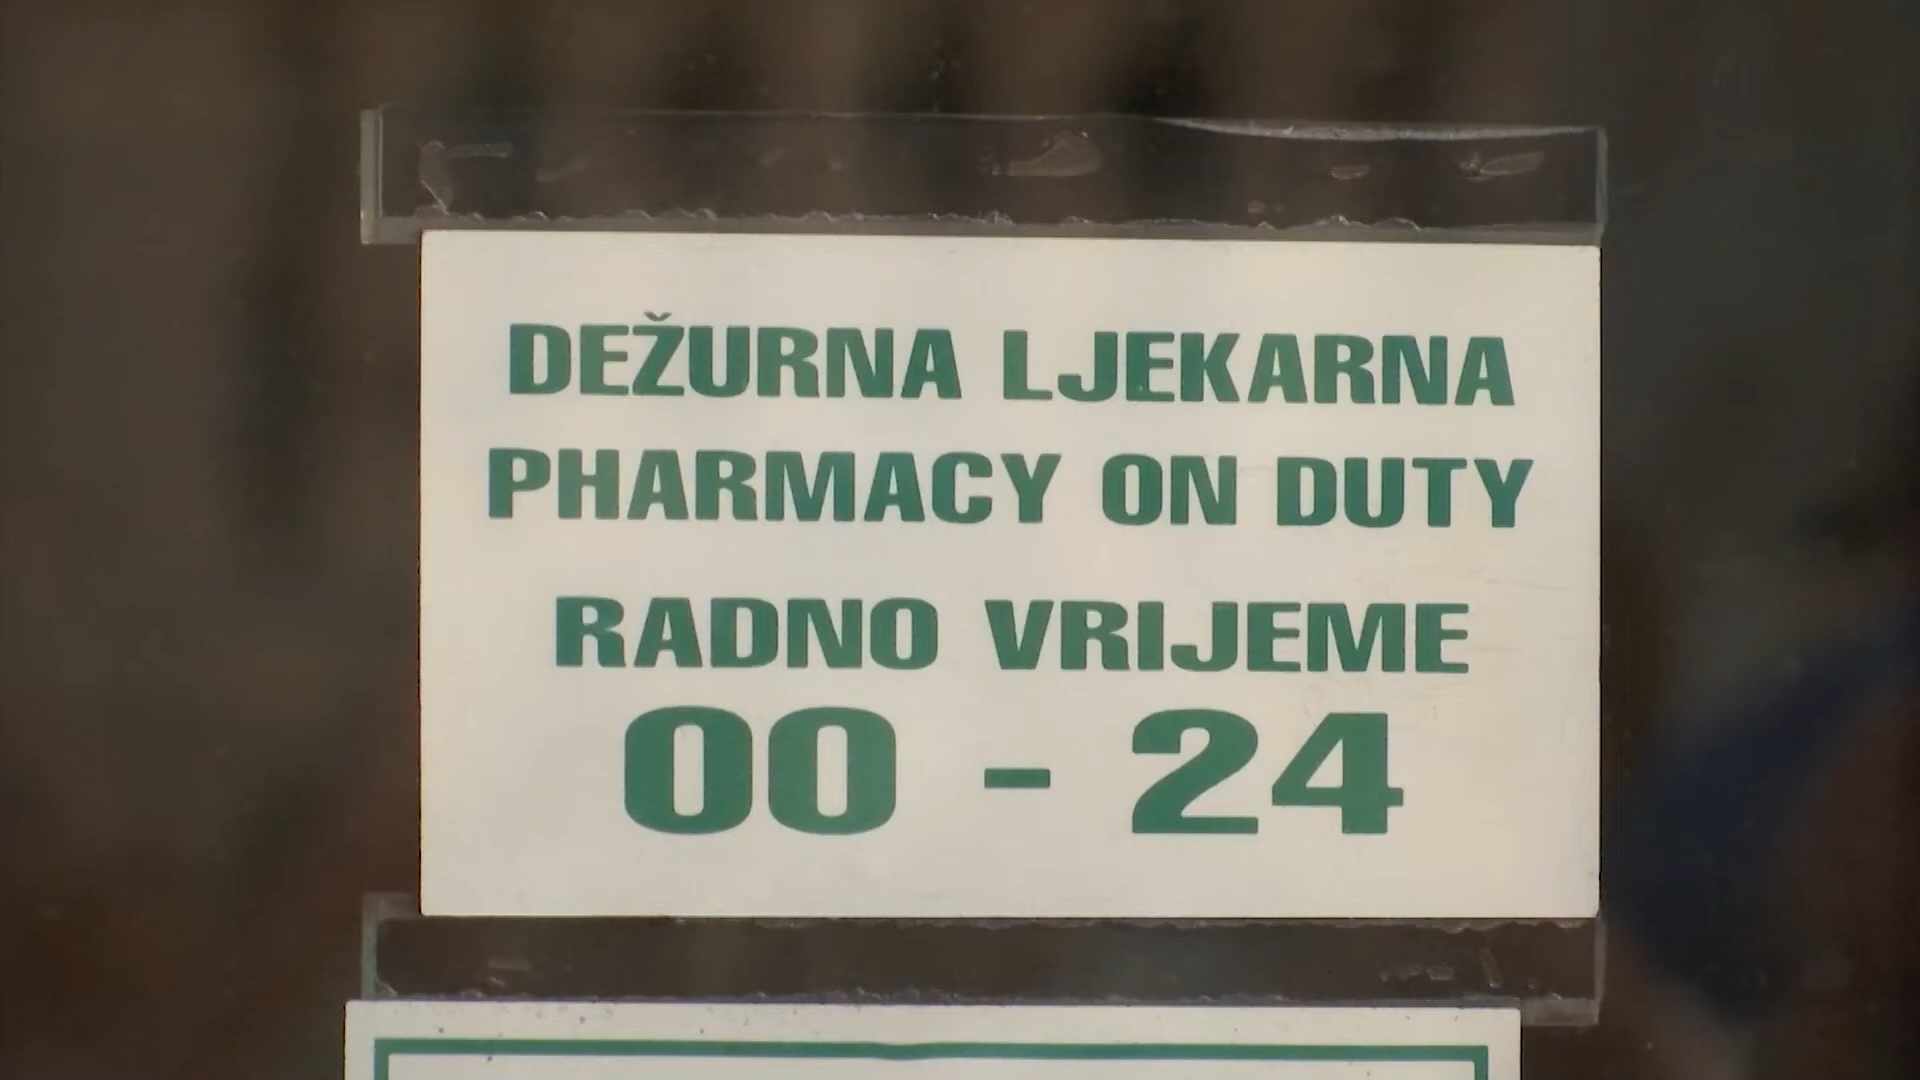 DEŽURNA LJEKARNA
PHARMACY ON DUTY
RADNO VRIJEME
00 - 24